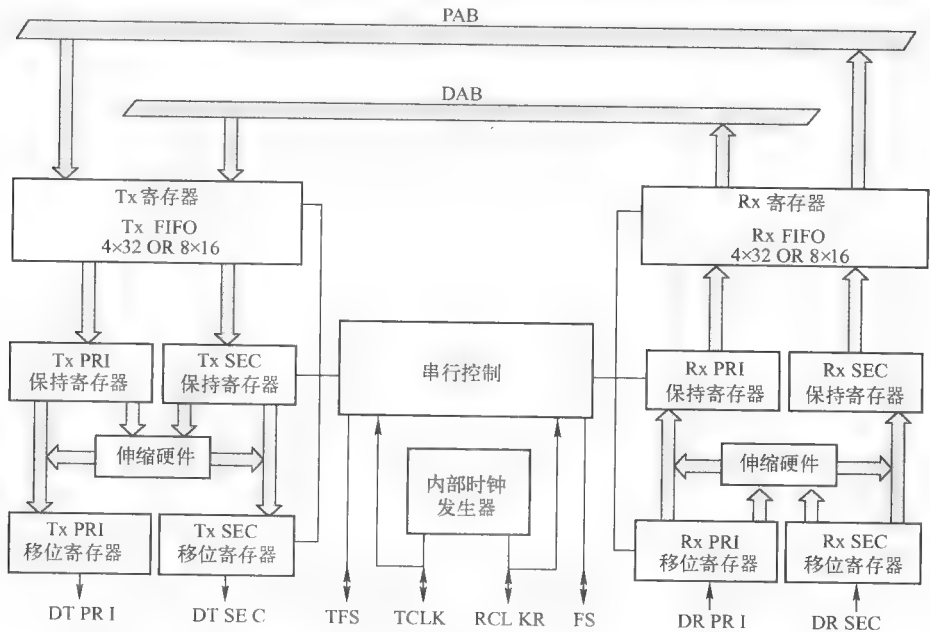 PAB
DAB
Tx 寄存器
Tx FIFO
4×32 OR 8×16
Rx 寄存器
Rx FIFO
4×32 OR 8×16
Tx PRI
保持寄存器
Tx SEC
保持寄存器
串行控制
Rx PRI
保持寄存器
Rx SEC
保持寄存器
伸缩硬件
内部时钟
发生器
伸缩硬件
Tx PRI
移位寄存器
Tx SEC
移位寄存器
Rx PRI
移位寄存器
Rx SEC
移位寄存器
DT PR I
DT SE C
TFS
TCLK
RCL KR
FS
DR PR I
DR SEC